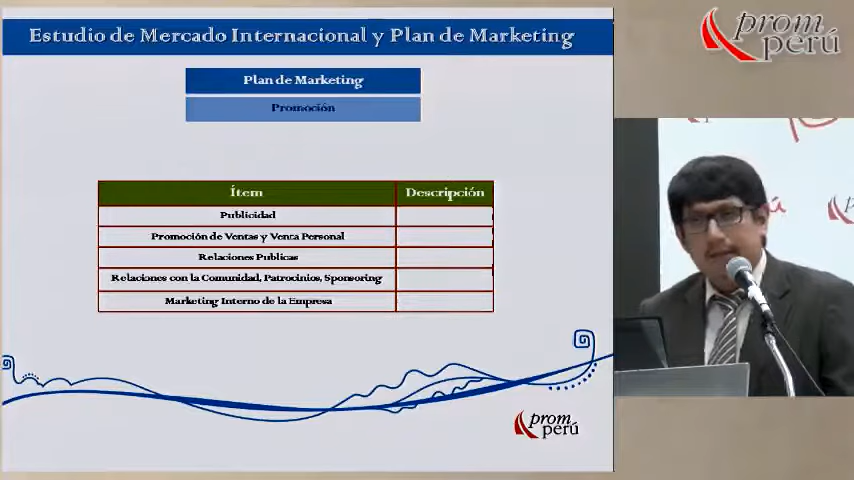 Estudio de Mercado Internacional y Plan de Marketing
Plan de Marketing
Promoción
Ítem
Descripción
Publicidad
Promoción de Ventas y Venta Personal
Relaciones Publicas
Relaciones con la Comunidad, Patrocinios, Sponsoring
Marketing Interno de la Empresa
prom
perú
prom
perú